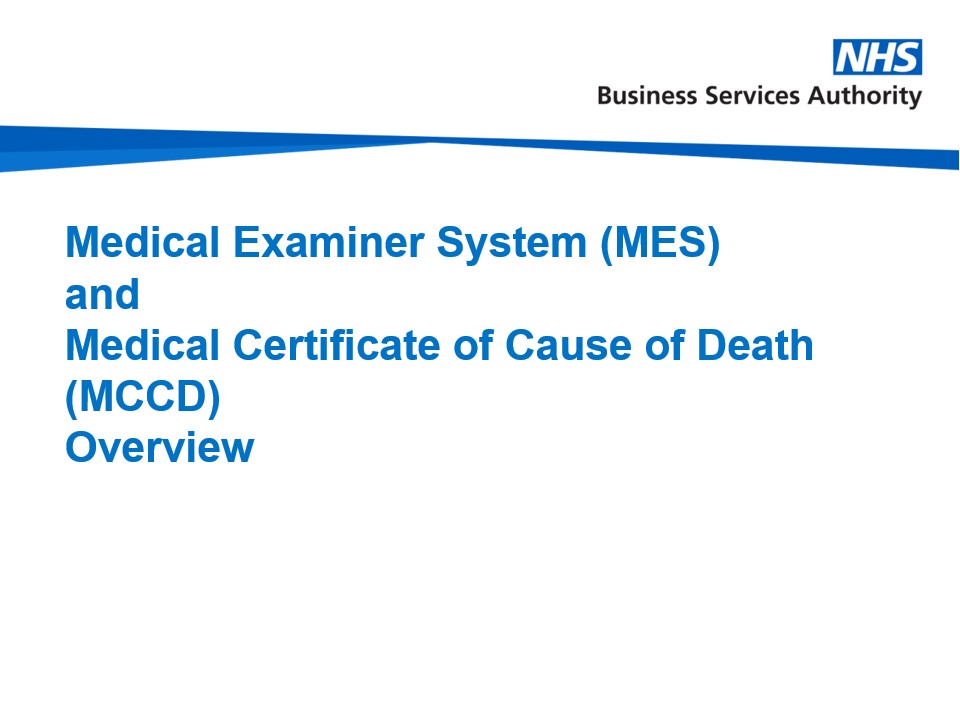 NHS
Business Services Authority
Medical Examiner System (MES)
and
Medical Certificate of Cause of Death
(MCCD)
Overview